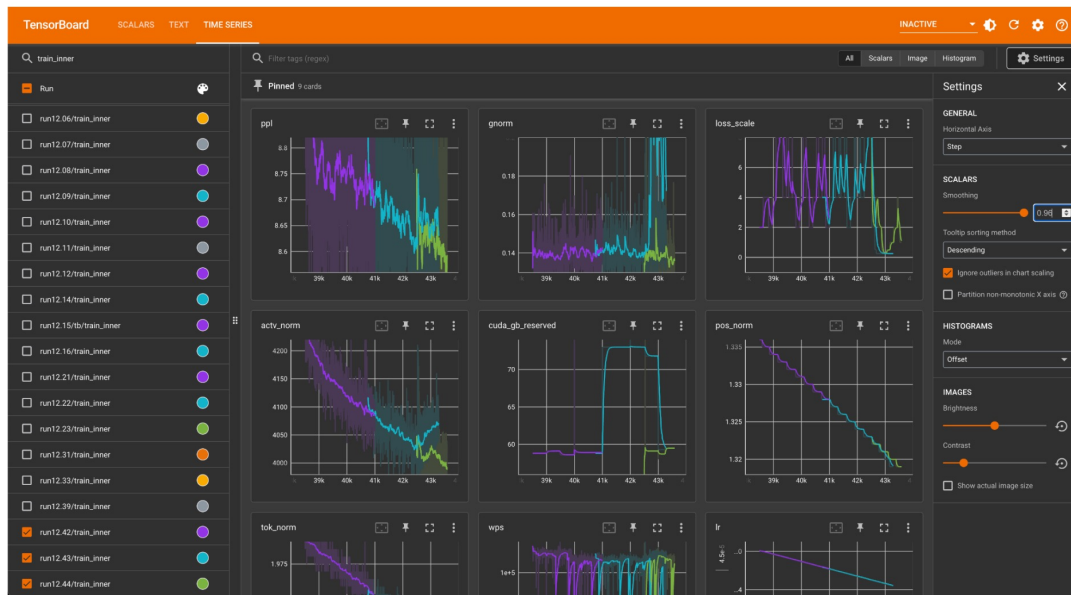 TensorBoard SCALARS TEXT TIME SERIES INACTIVE
train_inner
Run
run12.06/train_inner
run12.07/train_inner
run12.08/train_inner
run12.09/train_inner
run12.10/train_inner
run12.11/train_inner
run12.12/train_inner
run12.14/train_inner
run12.15/tb/train_inner
run12.16/train_inner
run12.21/train_inner
run12.22/train_inner
run12.23/train_inner
run12.31/train_inner
run12.33/train_inner
run12.39/train_inner
run12.42/train_inner
run12.43/train_inner
run12.44/train_inner
Filter tags (regex) All Scalars Image Histogram Settings
Pinned 9 cards
ppl
8.8
8.75
8.7
8.65
8.6
39k 40k 41k 42k 43k
gnorm
0.18
0.16
0.14
39k 40k 41k 42k 43k
loss_scale
6
4
2
0
39k 40k 41k 42k 43k
actv_norm
4200
4150
4100
4050
4000
39k 40k 41k 42k 43k
cuda_gb_reserved
70
65
60
39k 40k 41k 42k 43k
pos_norm
1.335
1.33
1.325
1.32
39k 40k 41k 42k 43k
tok_norm
1.975
wps
1e+5
lr
4.5e-5
...0
...4
Settings
GENERAL
Horizontal Axis
Step
SCALARS
Smoothing
0.96
Tooltip sorting method
Descending
Ignore outliers in chart scaling
Partition non-monotonic X axis
HISTOGRAMS
Mode
Offset
IMAGES
Brightness
Contrast
Show actual image size